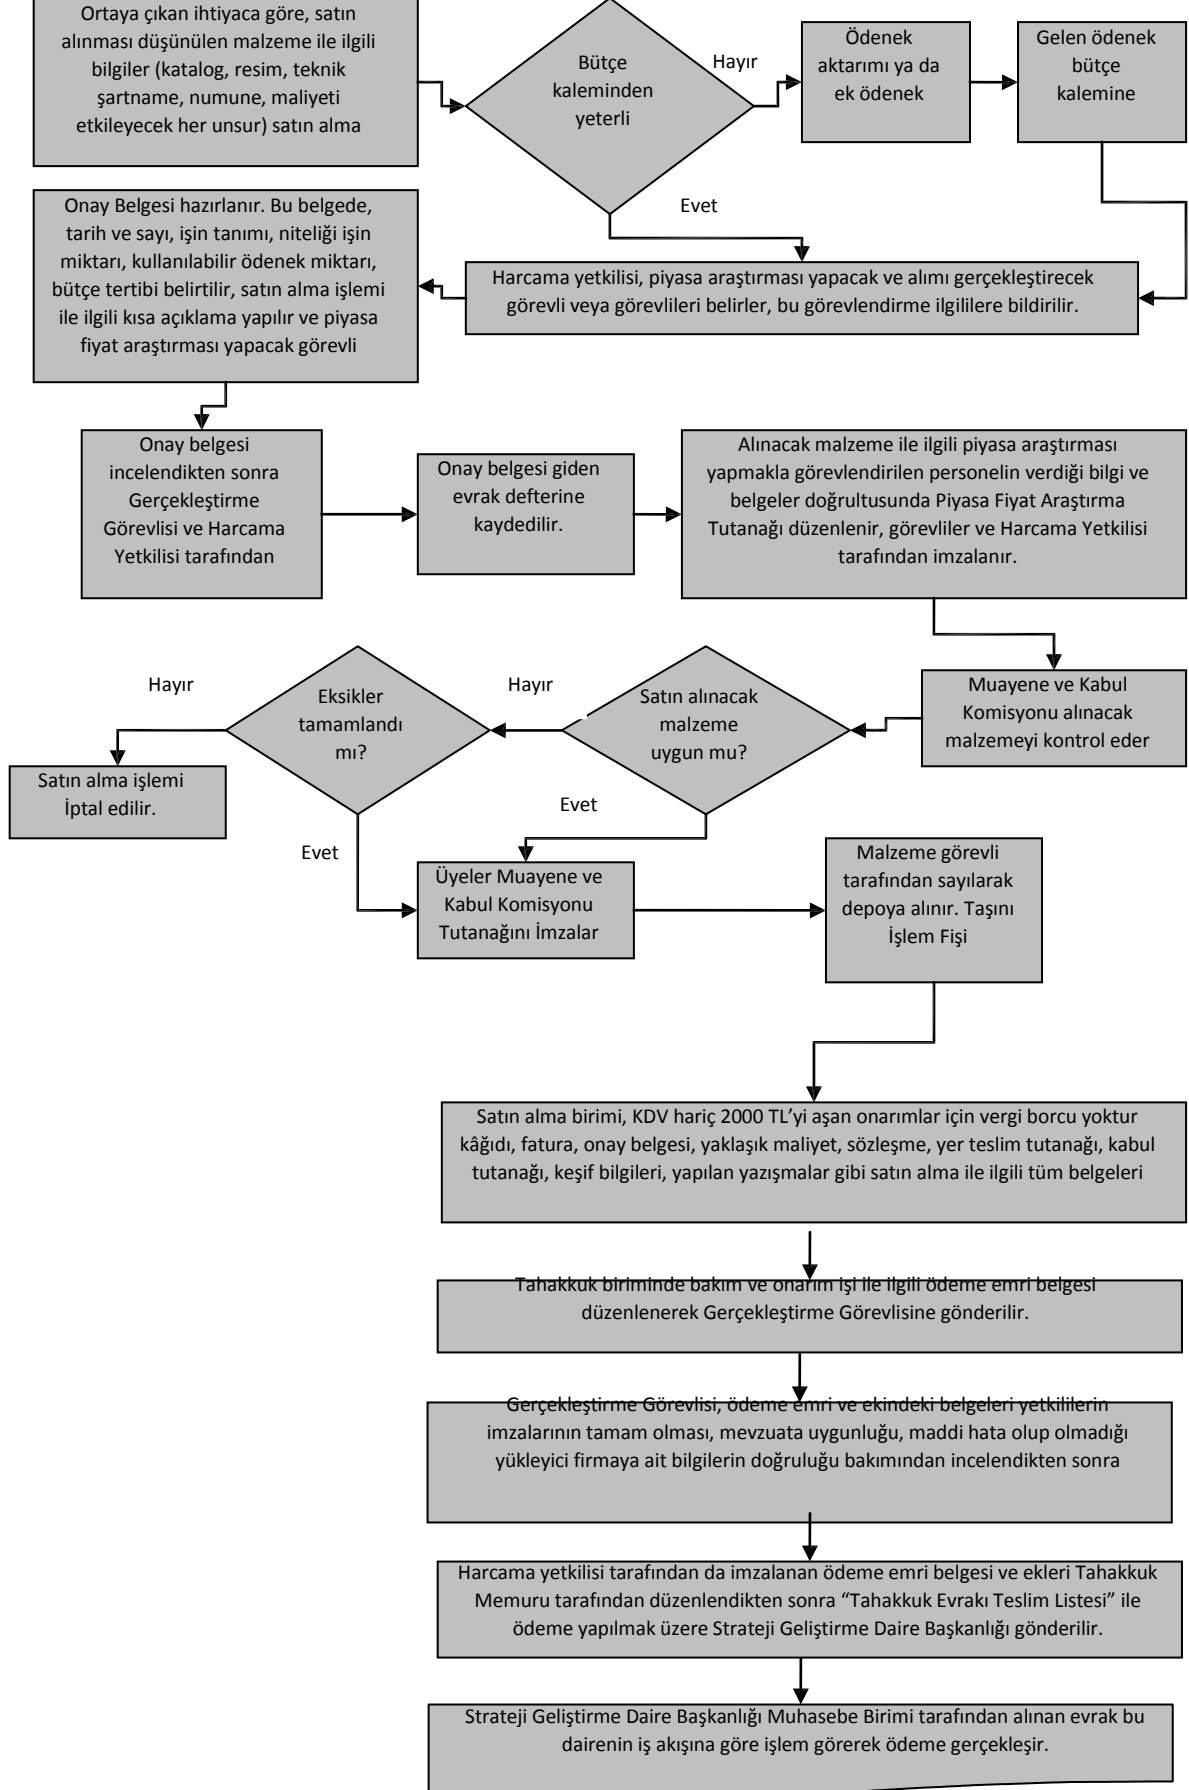 Ortaya çıkan ihtiyaca göre, satın
alınması düşünülen malzeme ile ilgili
bilgiler (katalog, resim, teknik
şartname, numune, maliyeti
etkileyecek her unsur) satın alma
Bütçe
kaleminden
yeterli
Hayır
Ödenek
aktarımı ya da
ek ödenek
Gelen ödenek
bütçe
kalemine
Evet
Harcama yetkilisi, piyasa araştırması yapacak ve alımı gerçekleştirecek
görevli veya görevlileri belirler, bu görevlendirme ilgililere bildirilir.
Onay Belgesi hazırlanır. Bu belgede,
tarih ve sayı, işin tanımı, niteliği işin
miktarı, kullanılabilir ödenek miktarı,
bütçe tertibi belirtilir, satın alma işlemi
ile ilgili kısa açıklama yapılır ve piyasa
fiyat araştırması yapacak görevli
Onay belgesi
incelendikten sonra
Gerçekleştirme
Görevlisi ve Harcama
Yetkilisi tarafından
Onay belgesi giden
evrak defterine
kaydedilir.
Alınacak malzeme ile ilgili piyasa araştırması
yapmakla görevlendirilen personelin verdiği bilgi ve
belgeler doğrultusunda Piyasa Fiyat Araştırma
Tutanağı düzenlenir, görevliler ve Harcama Yetkilisi
tarafından imzalanır.
Muayene ve Kabul
Komisyonu alınacak
malzemeyi kontrol eder
Satın alınacak
malzeme
uygun mu?
Hayır
Eksikler
tamamlandı
mı?
Hayır
Satın alma işlemi
İptal edilir.
Evet
Evet
Üyeler Muayene ve
Kabul Komisyonu
Tutanağını İmzalar
Malzeme görevli
tarafından sayılarak
depoya alınır. Taşını
İşlem Fişi
Satın alma birimi, KDV hariç 2000 TL’yi aşan onarımlar için vergi borcu yoktur
kâğıdı, fatura, onay belgesi, yaklaşık maliyet, sözleşme, yer teslim tutanağı, kabul
tutanağı, keşif bilgileri, yapılan yazışmalar gibi satın alma ile ilgili tüm belgeleri
Tahakkuk biriminde bakım ve onarım işi ile ilgili ödeme emri belgesi
düzenlenerek Gerçekleştirme Görevlisine gönderilir.
Gerçekleştirme Görevlisi, ödeme emri ve ekindeki belgeleri yetkililerin
imzalarının tamam olması, mevzuata uygunluğu, maddi hata olup olmadığı
yükleyici firmaya ait bilgilerin doğruluğu bakımından incelendikten sonra
Harcama yetkilisi tarafından da imzalanan ödeme emri belgesi ve ekleri Tahakkuk
Memuru tarafından düzenlendikten sonra “Tahakkuk Evrakı Teslim Listesi” ile
ödeme yapılmak üzere Strateji Geliştirme Daire Başkanlığı gönderilir.
Strateji Geliştirme Daire Başkanlığı Muhasebe Birimi tarafından alınan evrak bu
dairenin iş akışına göre işlem görerek ödeme gerçekleşir.